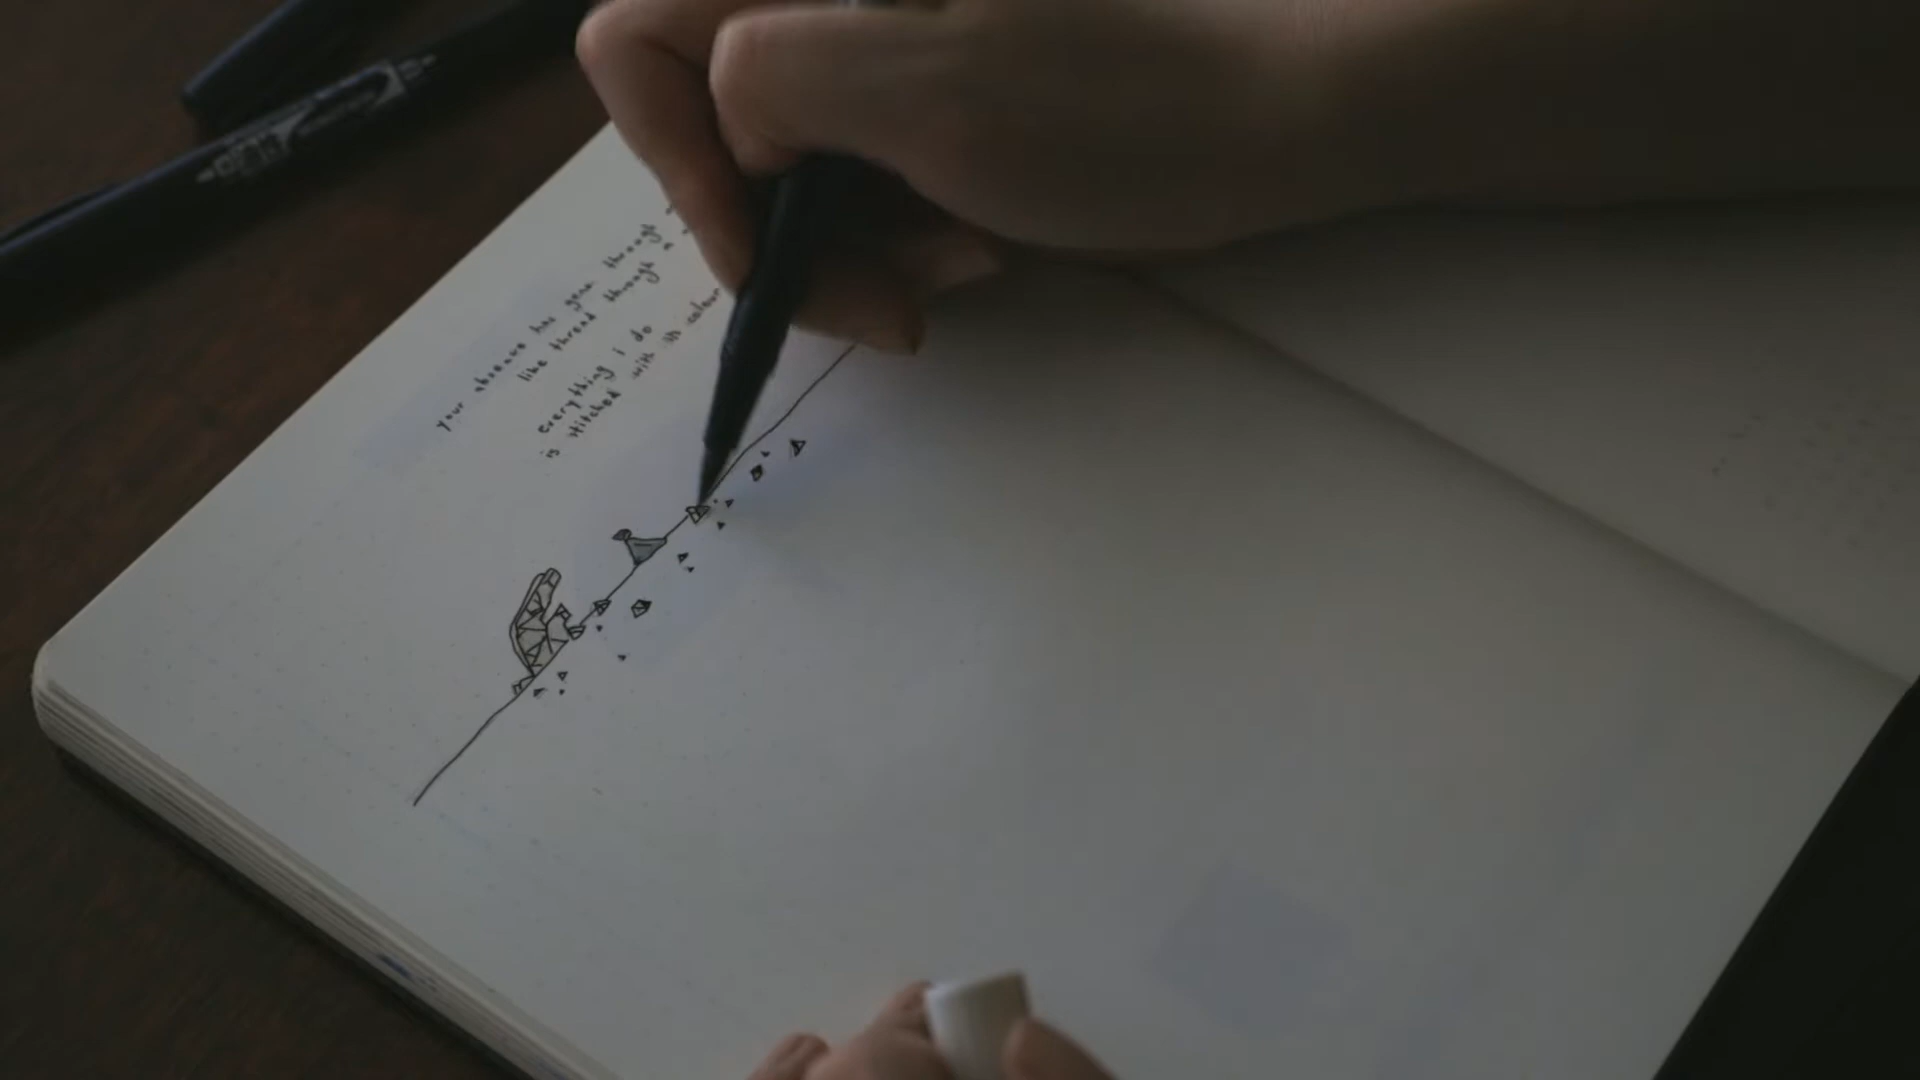 your absence has gone through
like thread through a
everything i do
is stitched with its colour